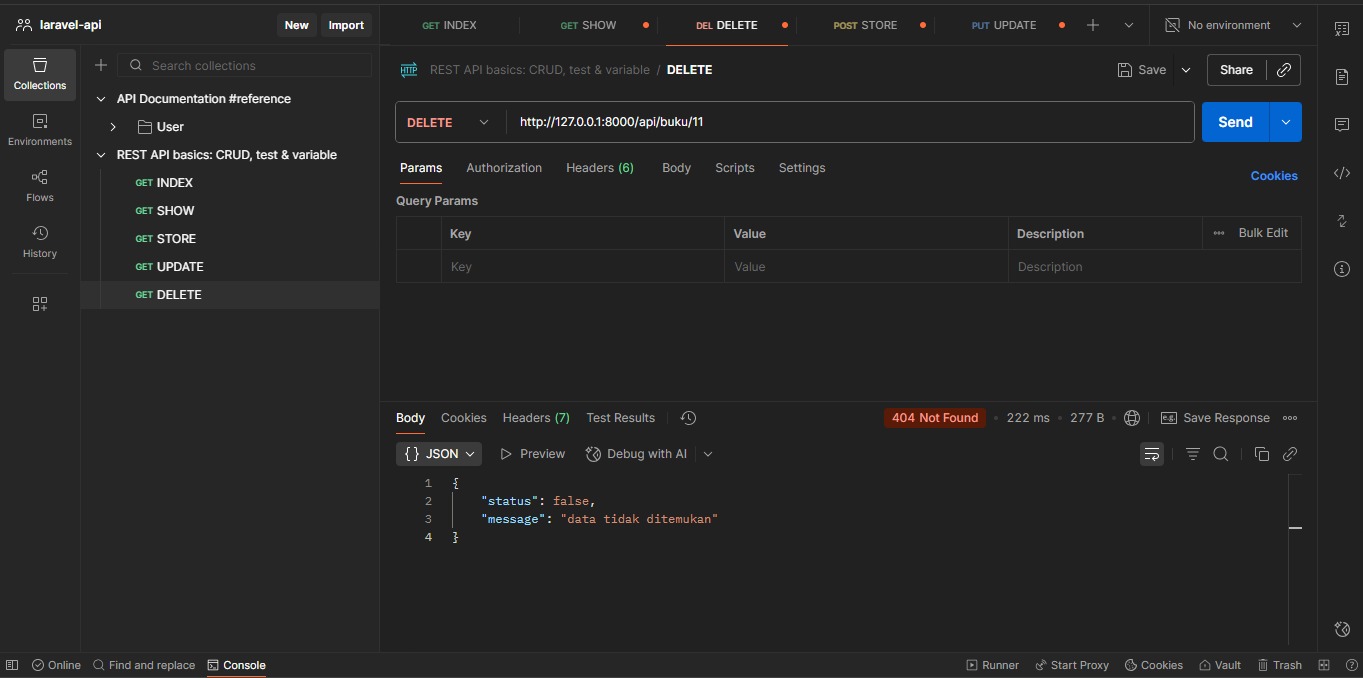 laravel-api
New
Import
GET INDEX
GET SHOW
DEL DELETE
POST STORE
PUT UPDATE
No environment
Collections
Environments
Flows
History
Search collections
API Documentation #reference
User
REST API basics: CRUD, test & variable
GET INDEX
GET SHOW
GET STORE
GET UPDATE
GET DELETE
HTTP
REST API basics: CRUD, test & variable / DELETE
Save
Share
DELETE
http://127.0.0.1:8000/api/buku/11
Send
Params
Authorization
Headers (6)
Body
Scripts
Settings
Cookies
Query Params
Key
Value
Description
Bulk Edit
Key
Value
Description
Body
Cookies
Headers (7)
Test Results
404 Not Found
222 ms
277 B
e.g.
Save Response
{} JSON
Preview
Debug with AI
1 {
2 "status": false,
3 "message": "data tidak ditemukan"
4 }
Online
Find and replace
Console
Runner
Start Proxy
Cookies
Vault
Trash